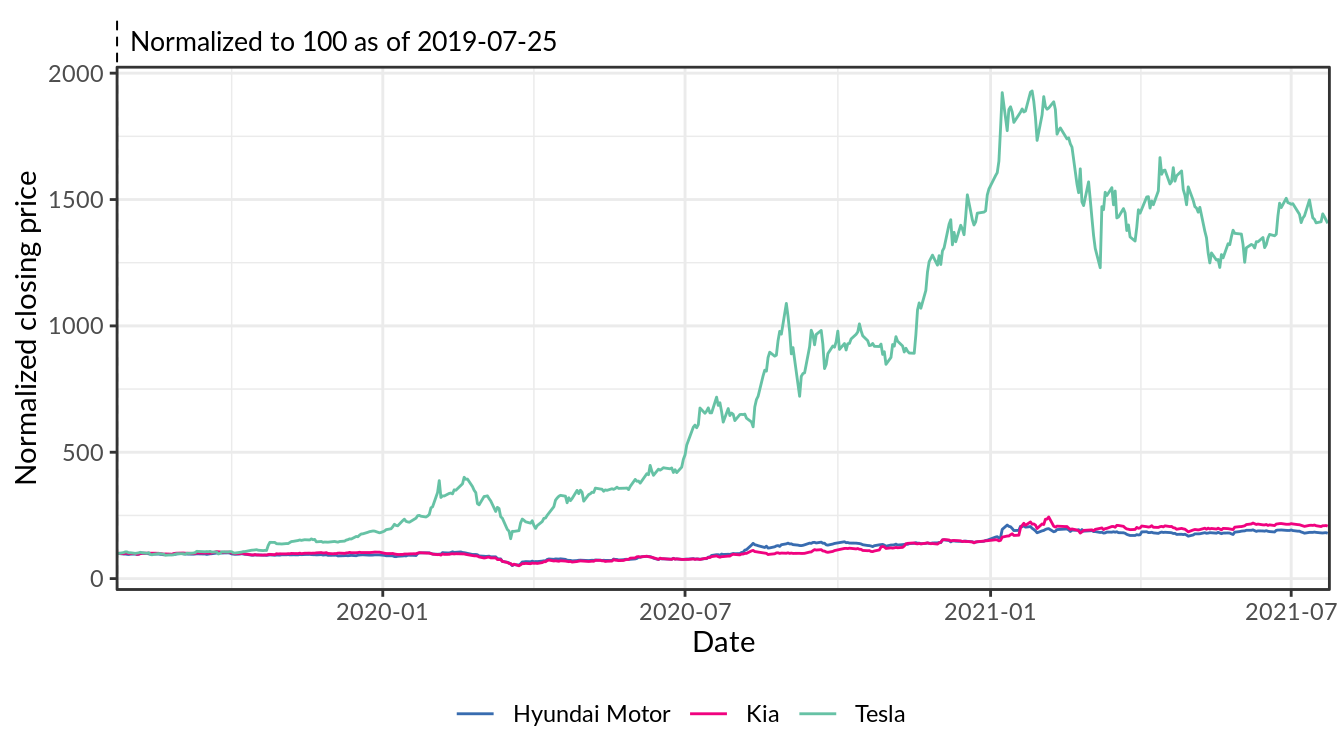 Normalized to 100 as of 2019-07-25
2000
1500
1000
500
0
Normalized closing price
2020-01 2020-07 2021-01 2021-07
Date
Hyundai Motor Kia Tesla